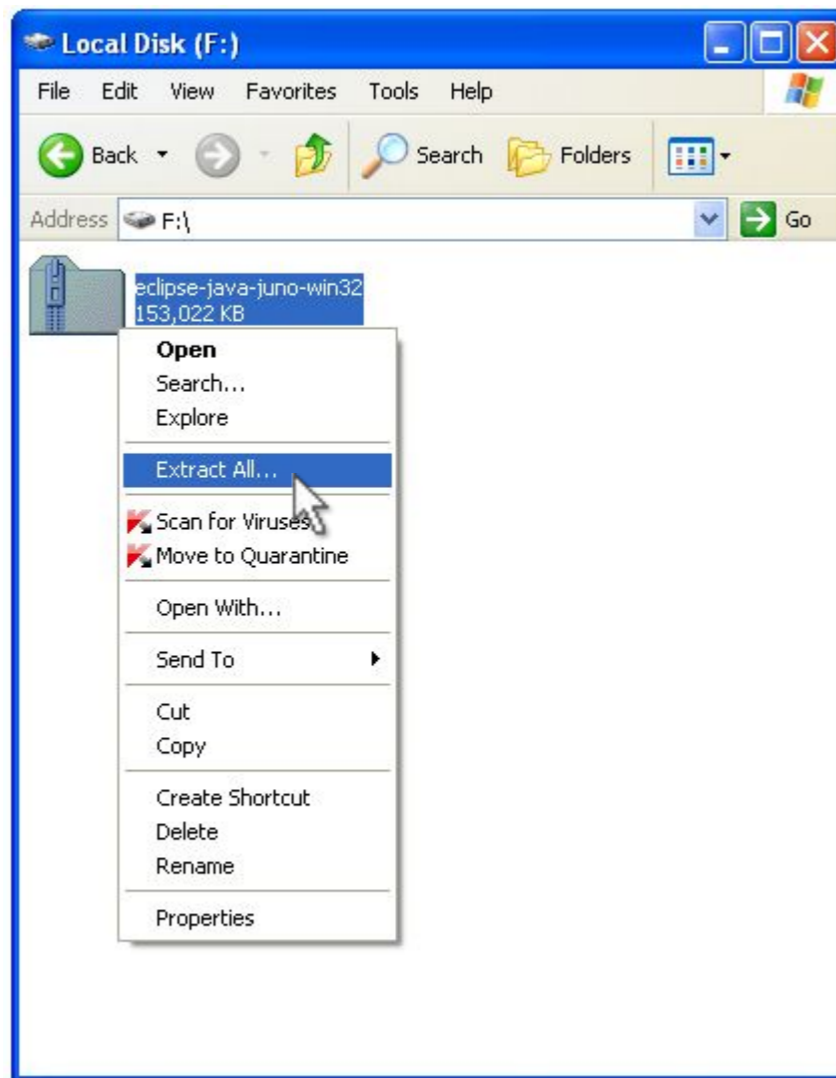 Local Disk (F:)
File Edit View Favorites Tools Help
Back Search Folders
Address F:\ Go
eclipse-java-juno-win32
153,022 KB
Open
Search...
Explore
Extract All...
Scan for Viruses
Move to Quarantine
Open With...
Send To
Cut
Copy
Create Shortcut
Delete
Rename
Properties